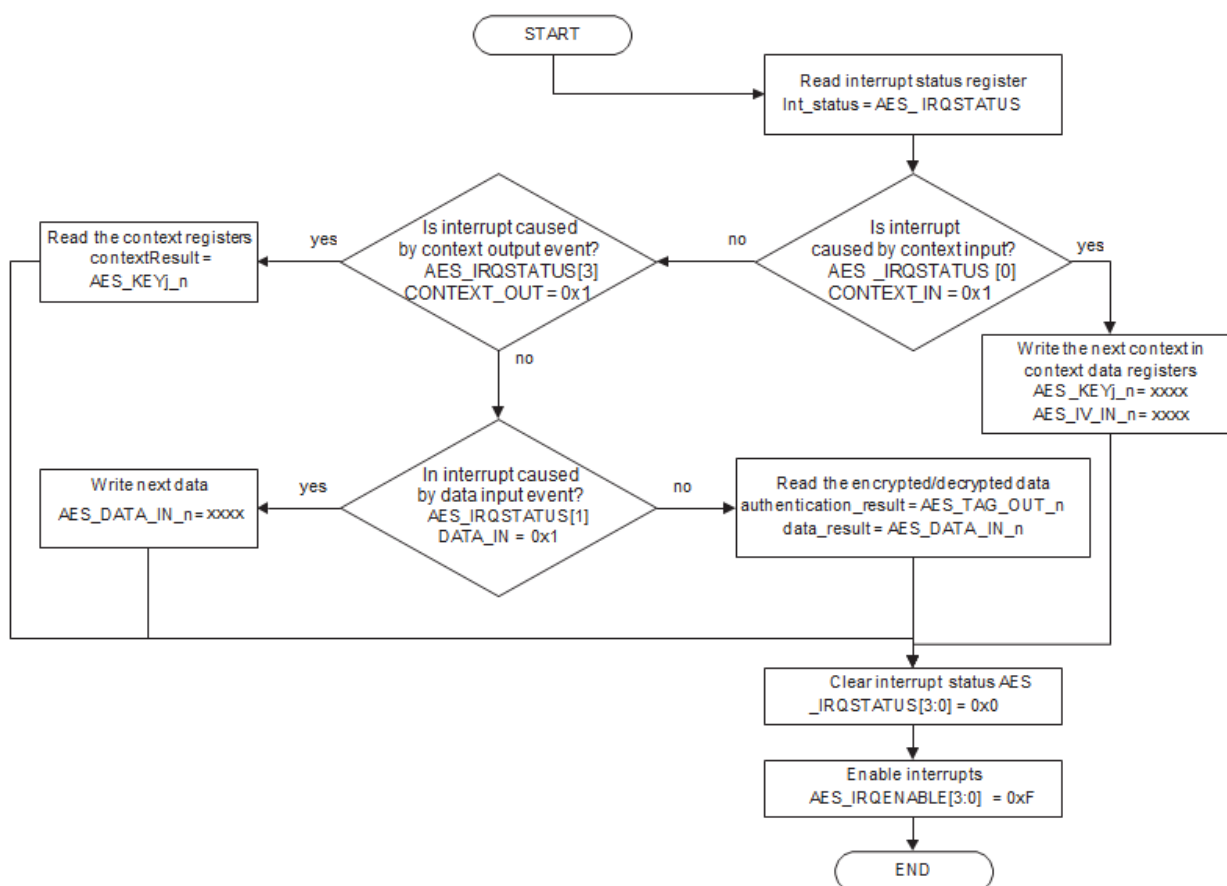 START
Read interrupt status register
Int_status = AES_ IRQSTATUS
Is interrupt
caused by context input?
AES _IRQSTATUS [0]
CONTEXT_IN = 0x1
no
yes
Is interrupt caused
by context output event?
AES_IRQSTATUS[3]
CONTEXT_OUT = 0x1
yes
no
Read the context registers
contextResult =
AES_KEYj_n
Write the next context in
context data registers
AES _KEYj_n= xxxx
AES_IV_IN_n= xxxx
In interrupt caused
by data input event?
AES_IRQSTATUS[1]
DATA_IN = 0x1
yes
no
Write next data
AES_DATA_IN_n= xxxx
Read the encrypted/decrypted data
authentication_result = AES_TAG_OUT_n
data_result = AES_DATA_IN_n
Clear interrupt status AES
_IRQSTATUS[3:0] = 0x0
Enable interrupts
AES_IRQENABLE[3:0] = 0xF
END